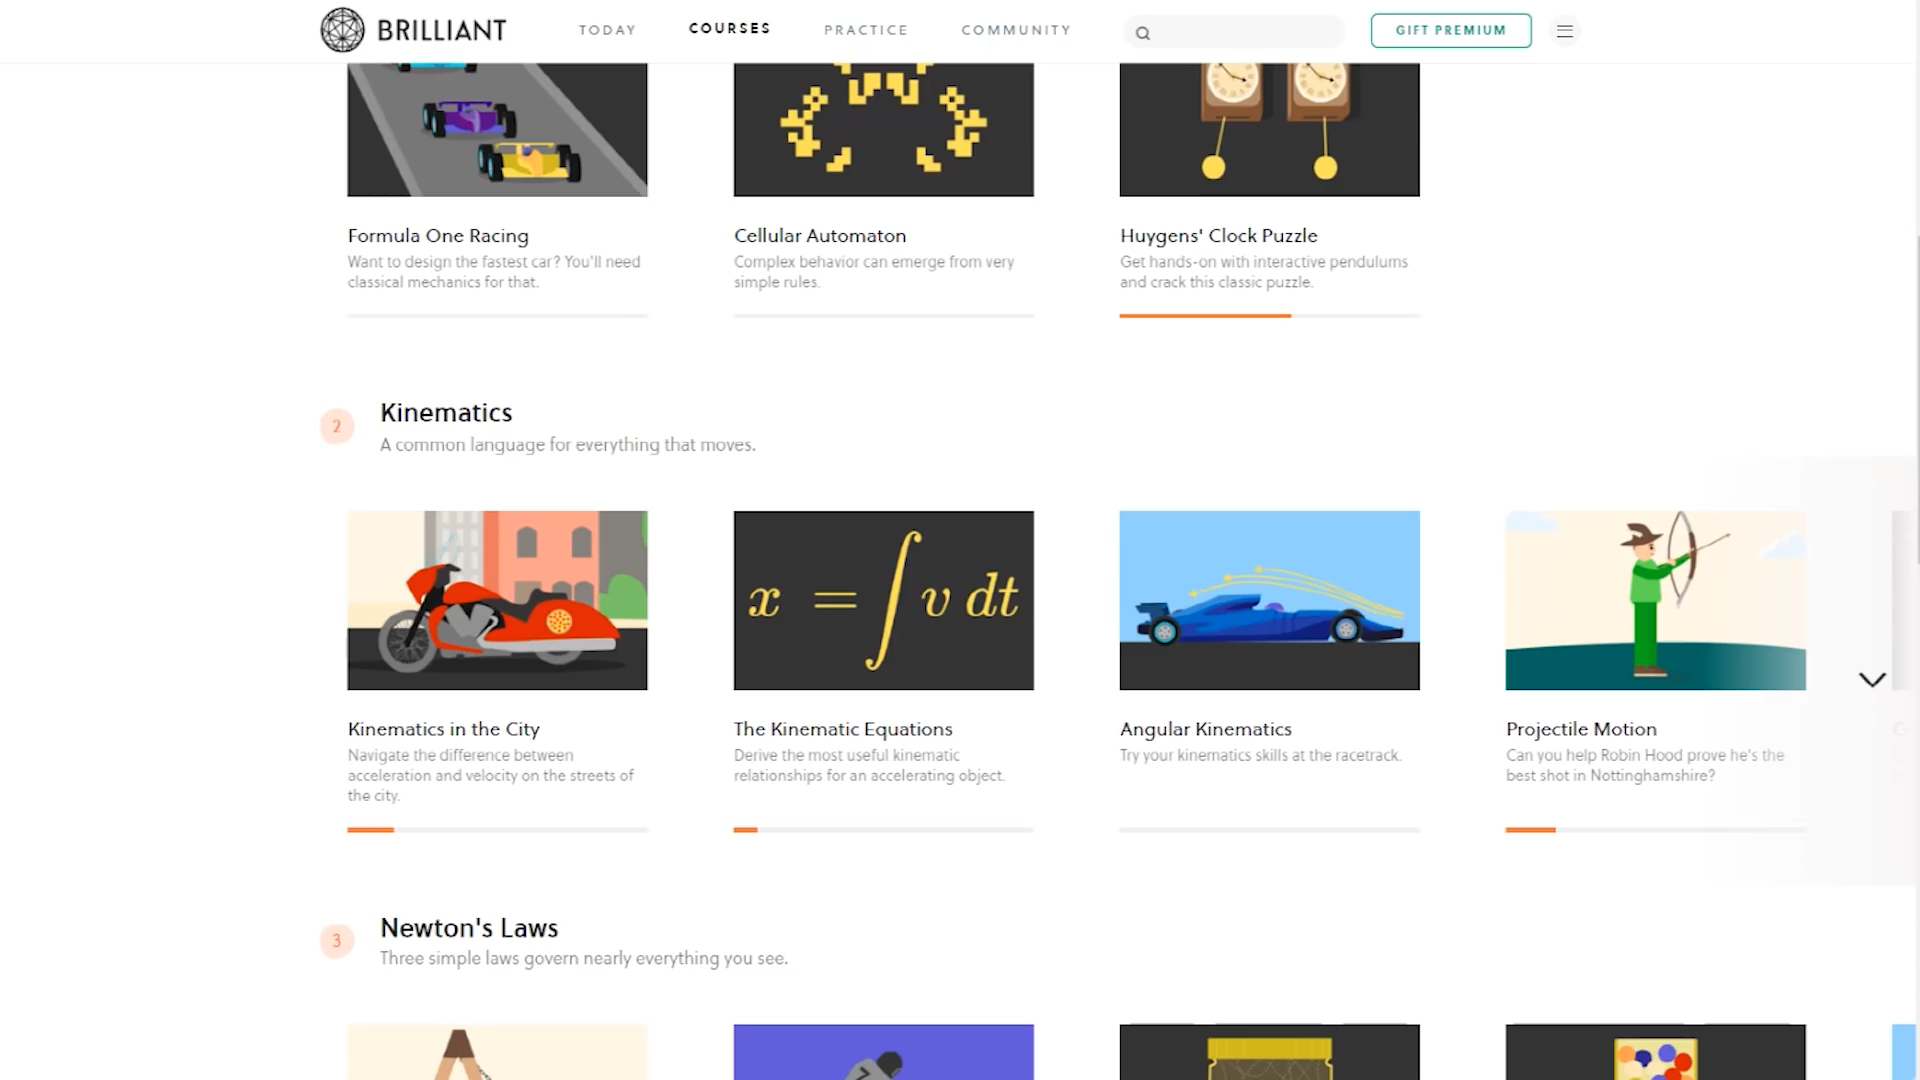 BRILLIANT
TODAY
COURSES
PRACTICE
COMMUNITY
GIFT PREMIUM
Formula One Racing
Want to design the fastest car? You'll need
classical mechanics for that.
Cellular Automaton
Complex behavior can emerge from very
simple rules.
Huygens' Clock Puzzle
Get hands-on with interactive pendulums
and crack this classic puzzle.
2
Kinematics
A common language for everything that moves.
x = ∫ v dt
Kinematics in the City
Navigate the difference between
acceleration and velocity on the streets of
the city.
The Kinematic Equations
Derive the most useful kinematic
relationships for an accelerating object.
Angular Kinematics
Try your kinematics skills at the racetrack.
Projectile Motion
Can you help Robin Hood prove he's the
best shot in Nottinghamshire?
3
Newton's Laws
Three simple laws govern nearly everything you see.